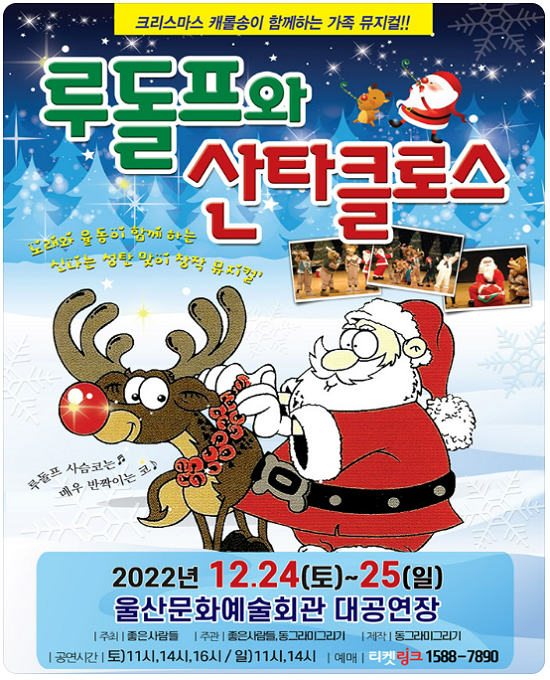 크리스마스 캐롤송이 함께하는 가족 뮤지컬!!
루돌프와
산타클로스
노래와 율동이 함께 하는
신나는 성탄 맞이 창작 뮤지컬!
루돌프 사슴코는♬
매우 반짝이는 코♪
2022년 12.24(토)~25(일)
울산문화예술회관 대공연장
| 주최 | 좋은사람들 | 주관 | 좋은사람들,동그라미그리기 | 제작 | 동그라미그리기
| 공연시간 | 토)11시,14시,16시 / 일)11시,14시 | 예매 | 티켓링크 1588-7890